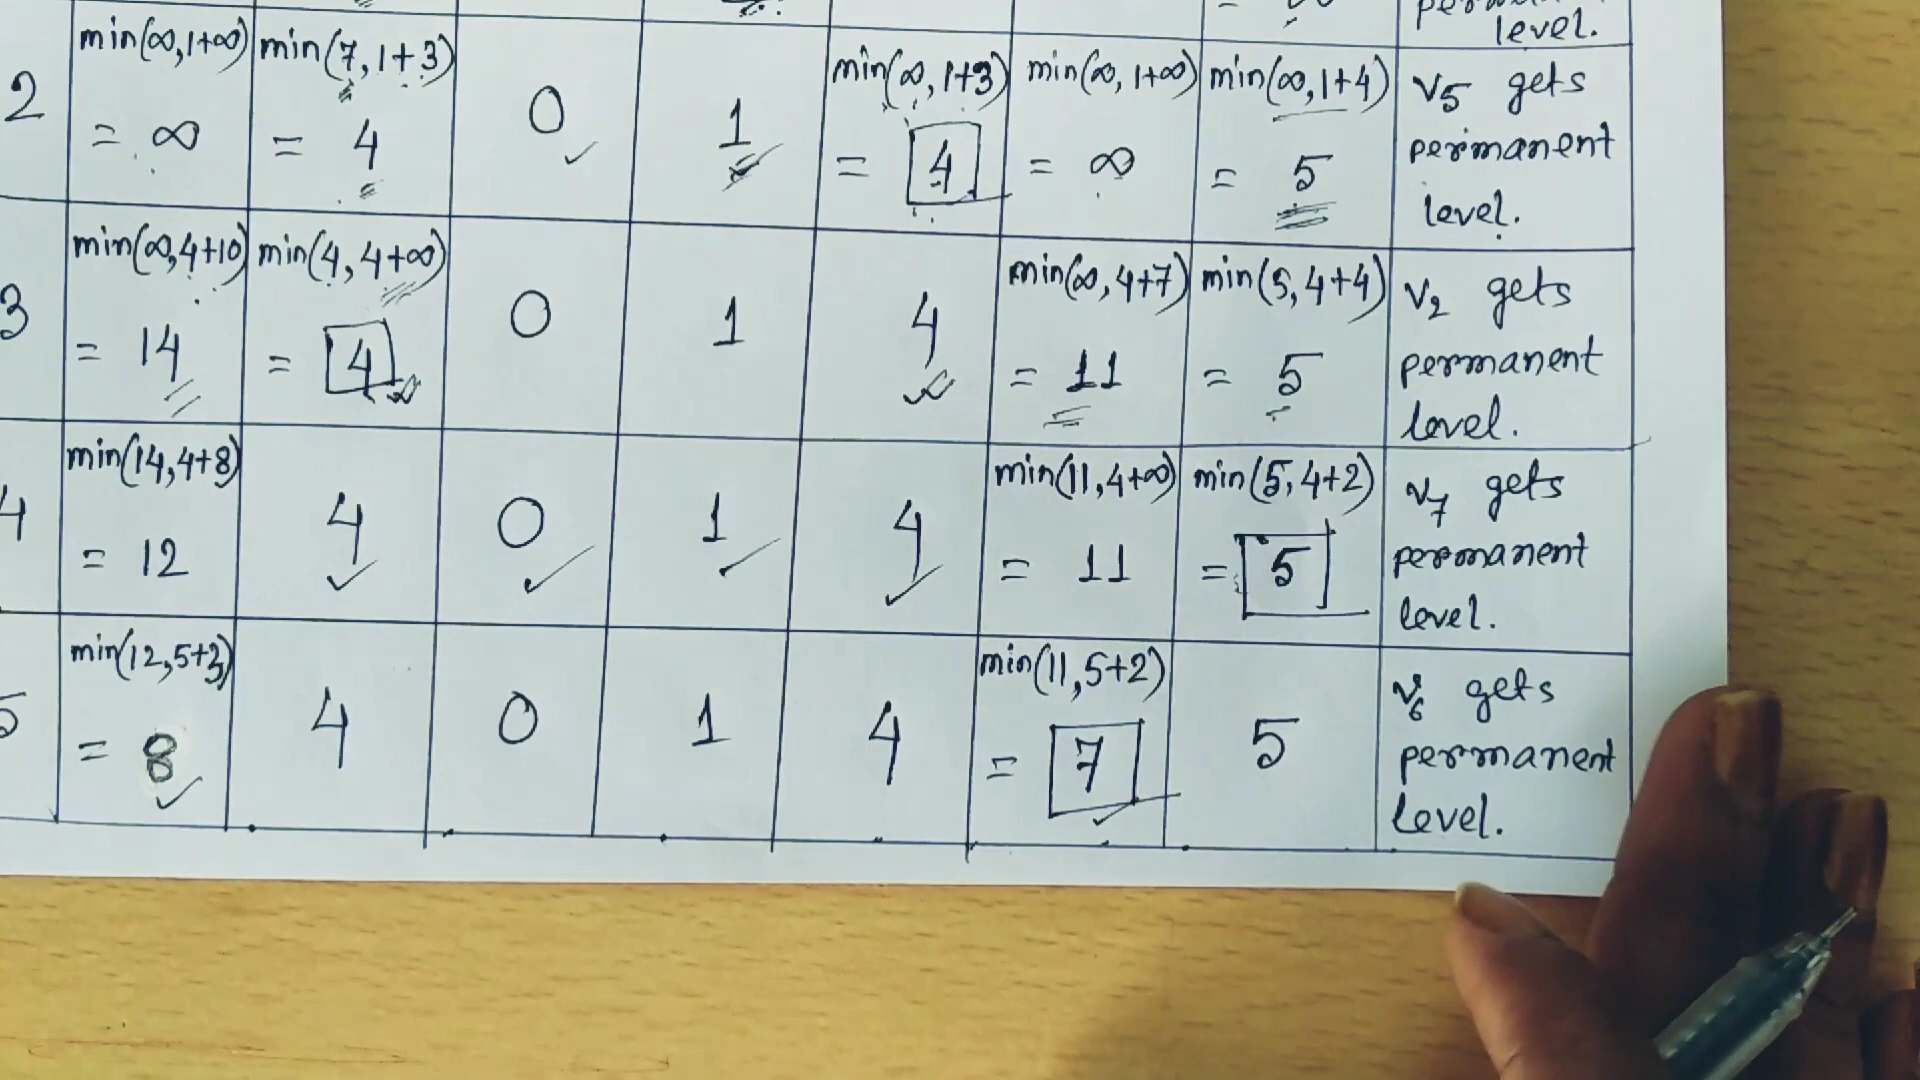 level.
2 min(∞,1+∞) min(7,1+3) 0 1 min(∞,1+3) min(∞,1+∞) min(∞,1+4) v5 gets
= ∞ = 4 = 4 = ∞ = 5 permanent
level.
3 min(∞,4+10) min(4,4+∞) 0 1 4 min(∞,4+7) min(5,4+4) v2 gets
= 14 = 4 = 11 = 5 permanent
level.
4 min(14,4+8) 4 0 1 4 min(11,4+∞) min(5,4+2) v7 gets
= 12 = 11 = 5 permanent
level.
5 min(12,5+3) 4 0 1 4 min(11,5+2) 5 v6 gets
= 8 = 7 permanent
level.